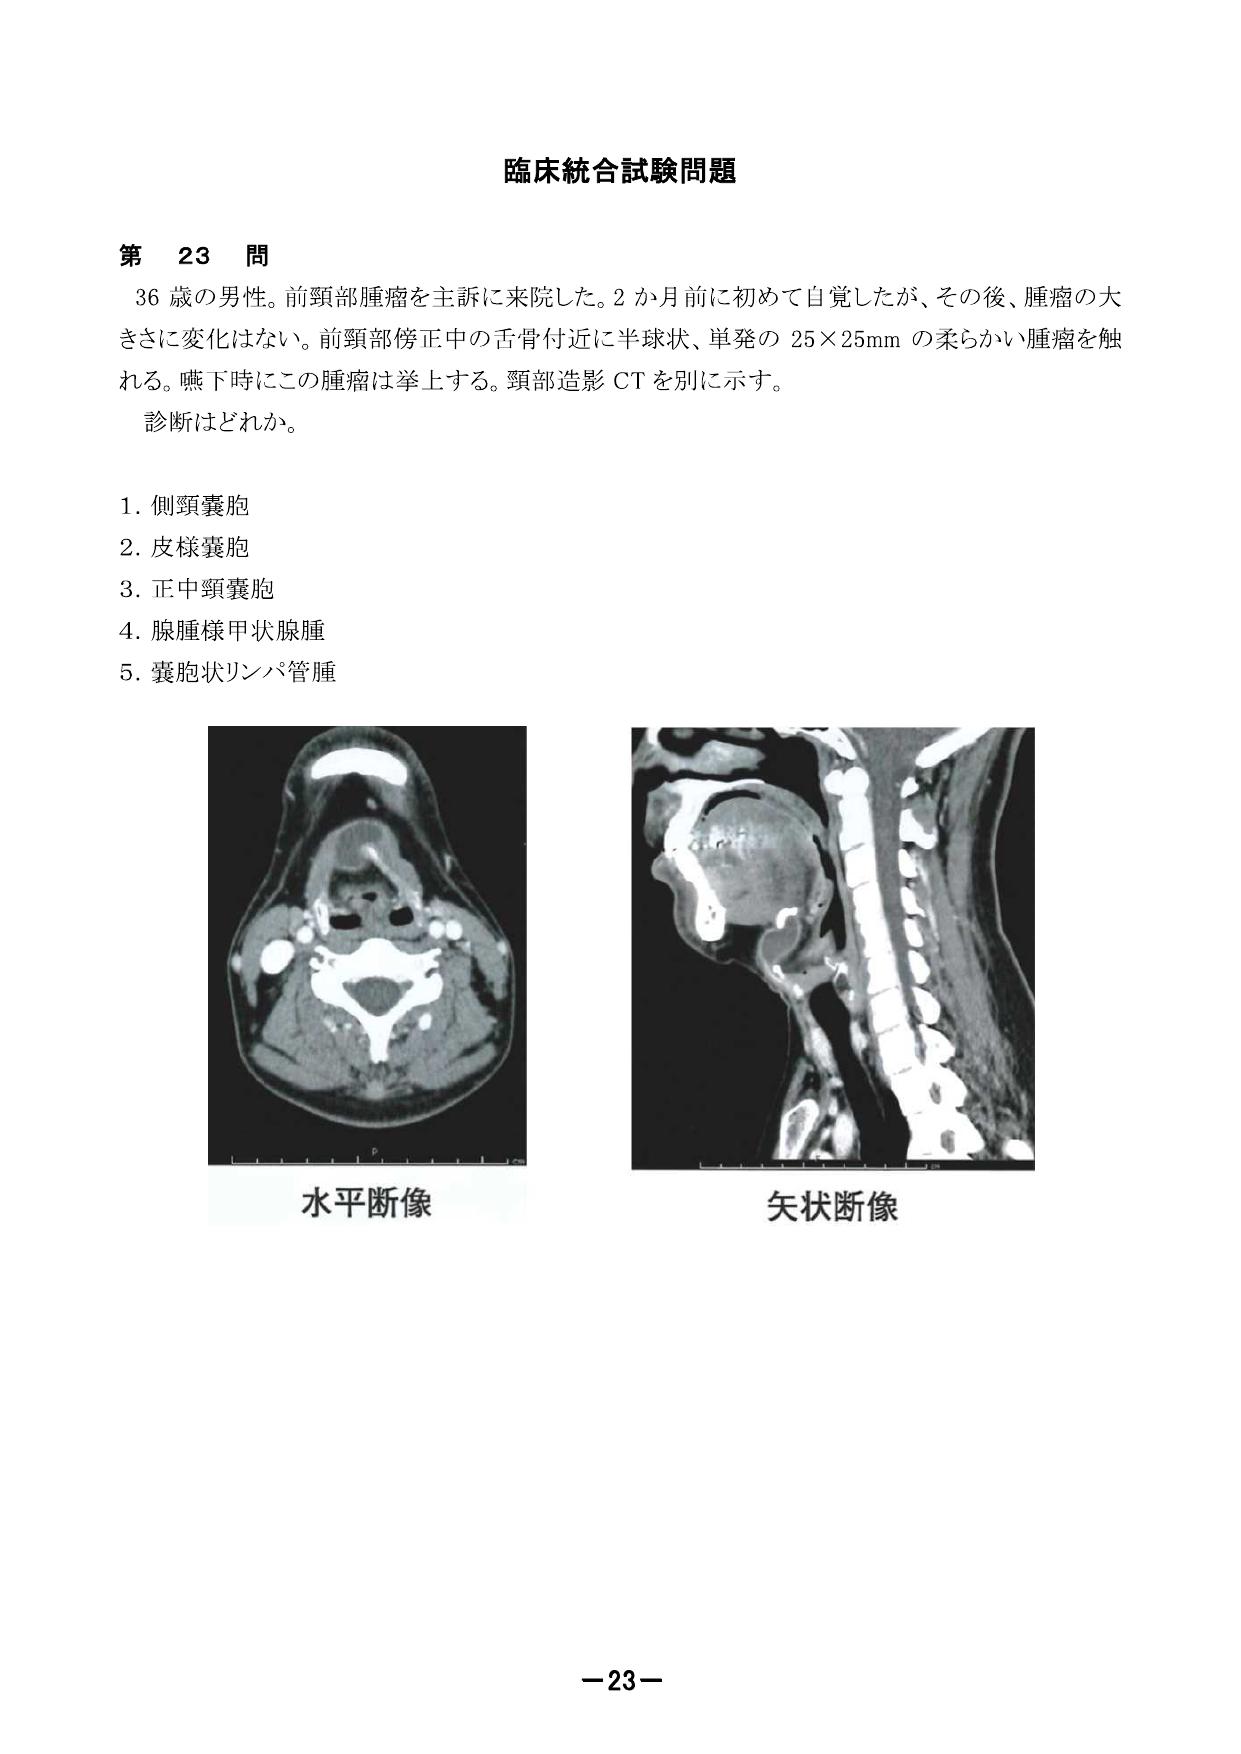 臨床統合試験問題
第 23 問
36 歳の男性。前頸部腫瘤を主訴に来院した。2 か月前に初めて自覚したが、その後、腫瘤の大
きさに変化はない。前頸部傍正中の舌骨付近に半球状、単発の 25×25mm の柔らかい腫瘤を触
れる。嚥下時にこの腫瘤は挙上する。頸部造影 CT を別に示す。
診断はどれか。
1. 側頸嚢胞
2. 皮様嚢胞
3. 正中頸嚢胞
4. 腺腫様甲状腺腫
5. 嚢胞状リンパ管腫
P
cm
cm
水平断像
矢状断像
－23－